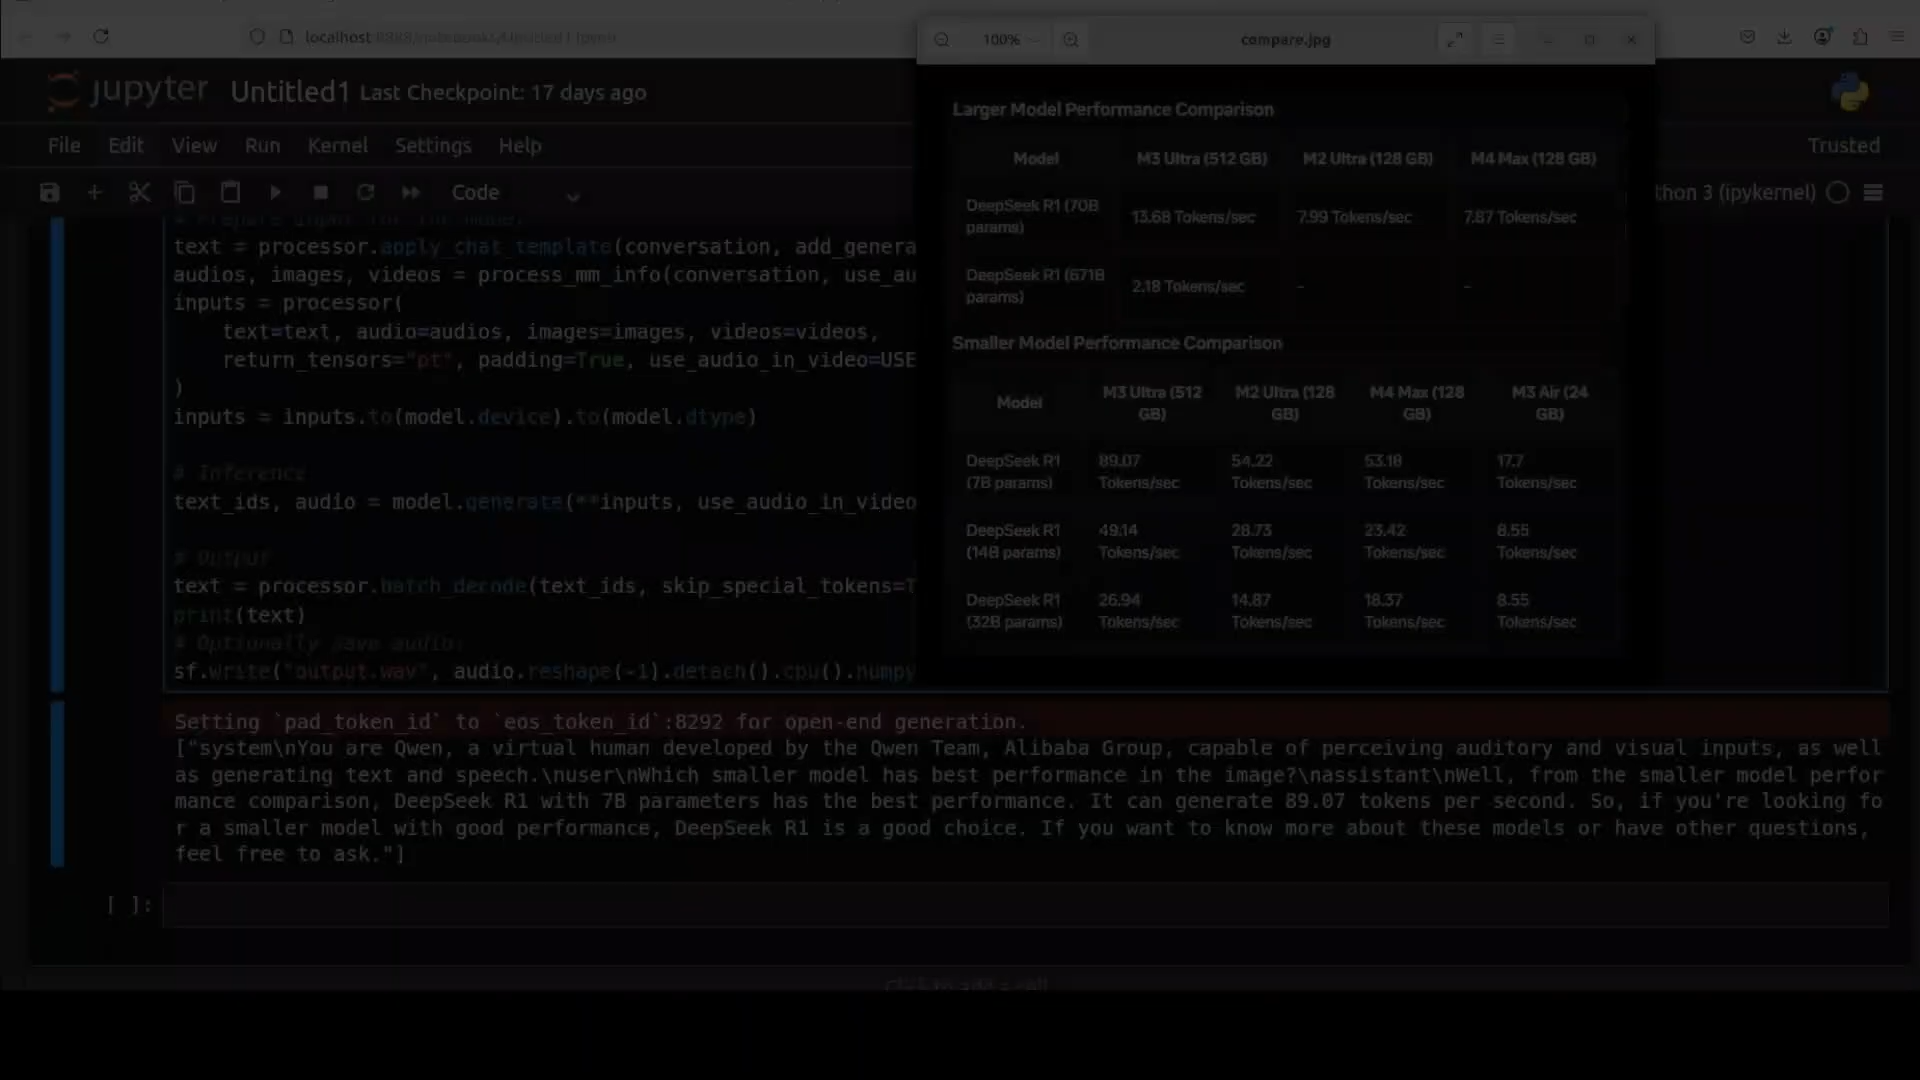 localhost:8888
100%
compare.jpg
jupyter Untitled1 Last Checkpoint: 17 days ago
File Edit View Run Kernel Settings Help
Trusted
Code
thon 3 (ipykernel)
# Prepare input for the model
text = processor.apply_chat_template(conversation, add_genera
audios, images, videos = process_mm_info(conversation, use_au
inputs = processor(
text=text, audio=audios, images=images, videos=videos,
return_tensors="pt", padding=True, use_audio_in_video=USE
)
inputs = inputs.to(model.device).to(model.dtype)
# Inference
text_ids, audio = model.generate(**inputs, use_audio_in_video
# Output
text = processor.batch_decode(text_ids, skip_special_tokens=T
print(text)
# Optionally save audio:
sf.write("output.wav", audio.reshape(-1).detach().cpu().numpy
Larger Model Performance Comparison
Model M3 Ultra (512 GB) M2 Ultra (128 GB) M4 Max (128 GB)
DeepSeek R1 (70B
params)
13.68 Tokens/sec 7.99 Tokens/sec 7.87 Tokens/sec
DeepSeek R1 (671B
params)
2.18 Tokens/sec - -
Smaller Model Performance Comparison
Model
M3 Ultra (512 M2 Ultra (128 M4 Max (128 M3 Air (24
GB) GB) GB) GB)
DeepSeek R1 89.07 54.22 53.18 17.7
(7B params) Tokens/sec Tokens/sec Tokens/sec Tokens/sec
DeepSeek R1 49.14 28.73 23.42 8.55
(14B params) Tokens/sec Tokens/sec Tokens/sec Tokens/sec
DeepSeek R1 26.94 14.87 18.37 8.55
(32B params) Tokens/sec Tokens/sec Tokens/sec Tokens/sec
Setting `pad_token_id` to `eos_token_id`:8292 for open-end generation.
["system\nYou are Qwen, a virtual human developed by the Qwen Team, Alibaba Group, capable of perceiving auditory and visual inputs, as well
as generating text and speech.\nuser\nWhich smaller model has best performance in the image?\nassistant\nWell, from the smaller model perfor
mance comparison, DeepSeek R1 with 7B parameters has the best performance. It can generate 89.07 tokens per second. So, if you're looking fo
r a smaller model with good performance, DeepSeek R1 is a good choice. If you want to know more about these models or have other questions,
feel free to ask."]
[ ]:
Click to add a cell